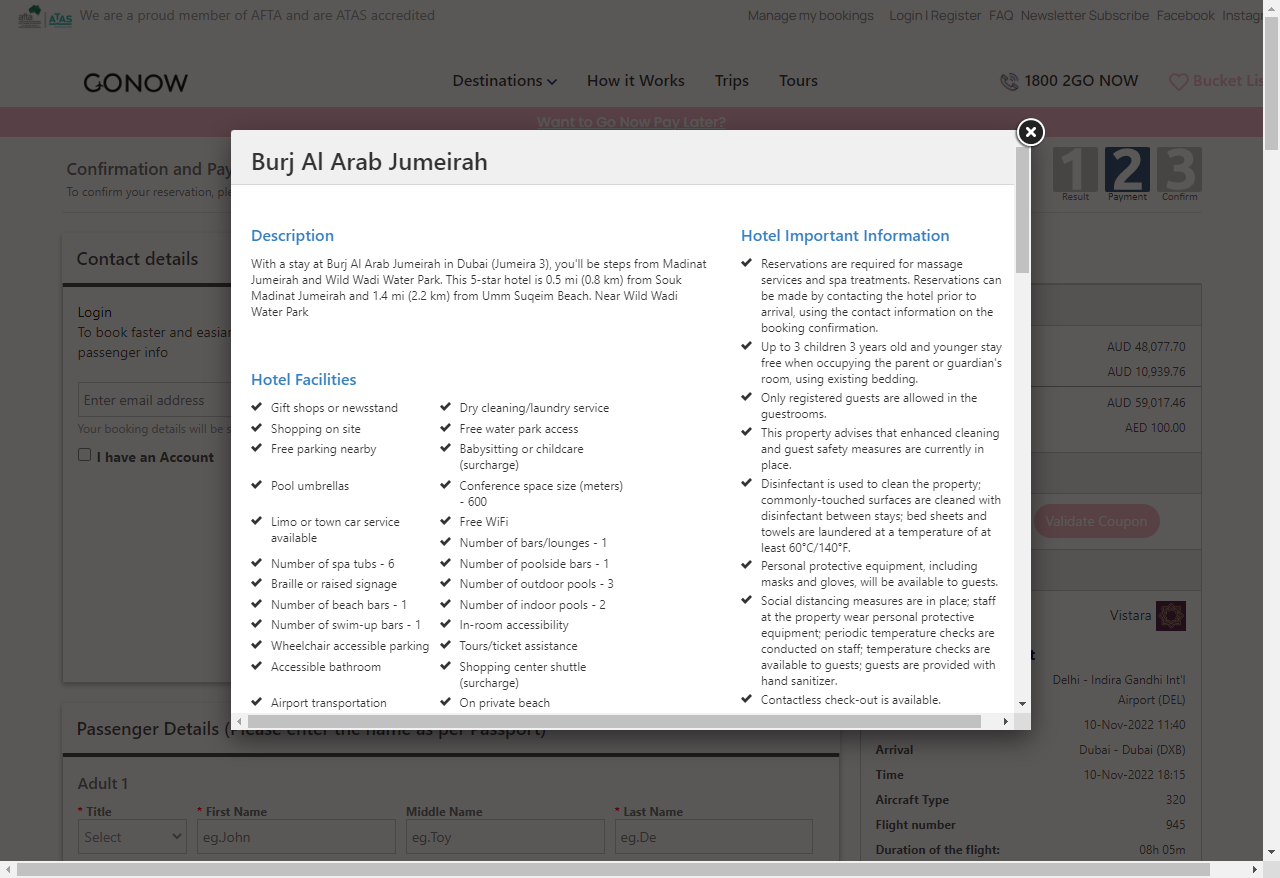 We are a proud member of AFTA and are ATAS accredited
Manage my bookings Login | Register FAQ Newsletter Subscribe Facebook Instag
GONOW
Destinations How it Works Trips Tours
1800 2GO NOW
Bucket Lis
Want to Go Now Pay Later?
Confirmation and Pay
To confirm your reservation, ple
1 2 3
Result Payment Confirm
Burj Al Arab Jumeirah
Description
With a stay at Burj Al Arab Jumeirah in Dubai (Jumeira 3), you'll be steps from Madinat
Jumeirah and Wild Wadi Water Park. This 5-star hotel is 0.5 mi (0.8 km) from Souk
Madinat Jumeirah and 1.4 mi (2.2 km) from Umm Suqeim Beach. Near Wild Wadi
Water Park
Hotel Facilities
Gift shops or newsstand
Dry cleaning/laundry service
Shopping on site
Free water park access
Free parking nearby
Babysitting or childcare
(surcharge)
Pool umbrellas
Conference space size (meters)
- 600
Limo or town car service
available
Free WiFi
Number of bars/lounges - 1
Number of spa tubs - 6
Number of poolside bars - 1
Braille or raised signage
Number of outdoor pools - 3
Number of beach bars - 1
Number of indoor pools - 2
Number of swim-up bars - 1
In-room accessibility
Wheelchair accessible parking
Tours/ticket assistance
Accessible bathroom
Shopping center shuttle
(surcharge)
Airport transportation
On private beach
Hotel Important Information
Reservations are required for massage
services and spa treatments. Reservations can
be made by contacting the hotel prior to
arrival, using the contact information on the
booking confirmation.
Up to 3 children 3 years old and younger stay
free when occupying the parent or guardian's
room, using existing bedding.
Only registered guests are allowed in the
guestrooms.
This property advises that enhanced cleaning
and guest safety measures are currently in
place.
Disinfectant is used to clean the property;
commonly-touched surfaces are cleaned with
disinfectant between stays; bed sheets and
towels are laundered at a temperature of at
least 60°C/140°F.
Personal protective equipment, including
masks and gloves, will be available to guests.
Social distancing measures are in place; staff
at the property wear personal protective
equipment; periodic temperature checks are
conducted on staff; temperature checks are
available to guests; guests are provided with
hand sanitizer.
Contactless check-out is available.
Contact details
Login
To book faster and easian
passenger info
Enter email address
Your booking details will be s
I have an Account
AUD 48,077.70
AUD 10,939.76
AUD 59,017.46
AED 100.00
Validate Coupon
Vistara
t
Delhi - Indira Gandhi Int'l
Airport (DEL)
10-Nov-2022 11:40
Arrival Dubai - Dubai (DXB)
Time 10-Nov-2022 18:15
Aircraft Type 320
Flight number 945
Duration of the flight: 08h 05m
Passenger Details (Please enter the name as per Passport)
Adult 1
* Title * First Name Middle Name * Last Name
Select eg.John eg.Toy eg.De